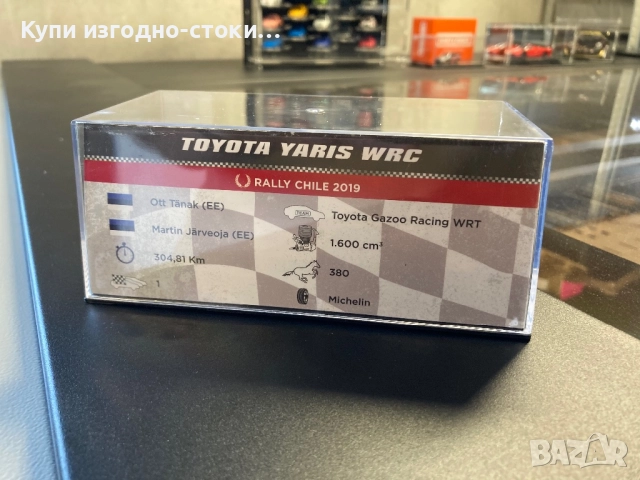 Купи изгодно-стоки...
TOYOTA YARIS WRC
RALLY CHILE 2019
Ott Tänak (EE)
Martin Järveoja (EE)
304,81 Km
1
TEAM
Toyota Gazoo Racing WRT
1.600 cm³
380
Michelin
BAZAR